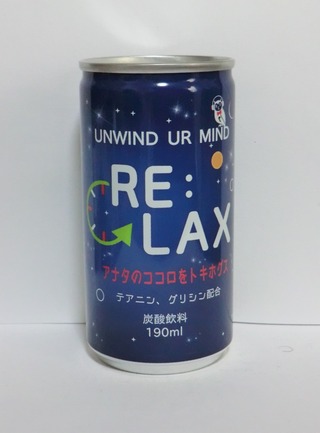 UNWIND UR MIND
RE:
LAX
アナタのココロをトキホグス
テアニン、グリシン配合
炭酸飲料
190ml